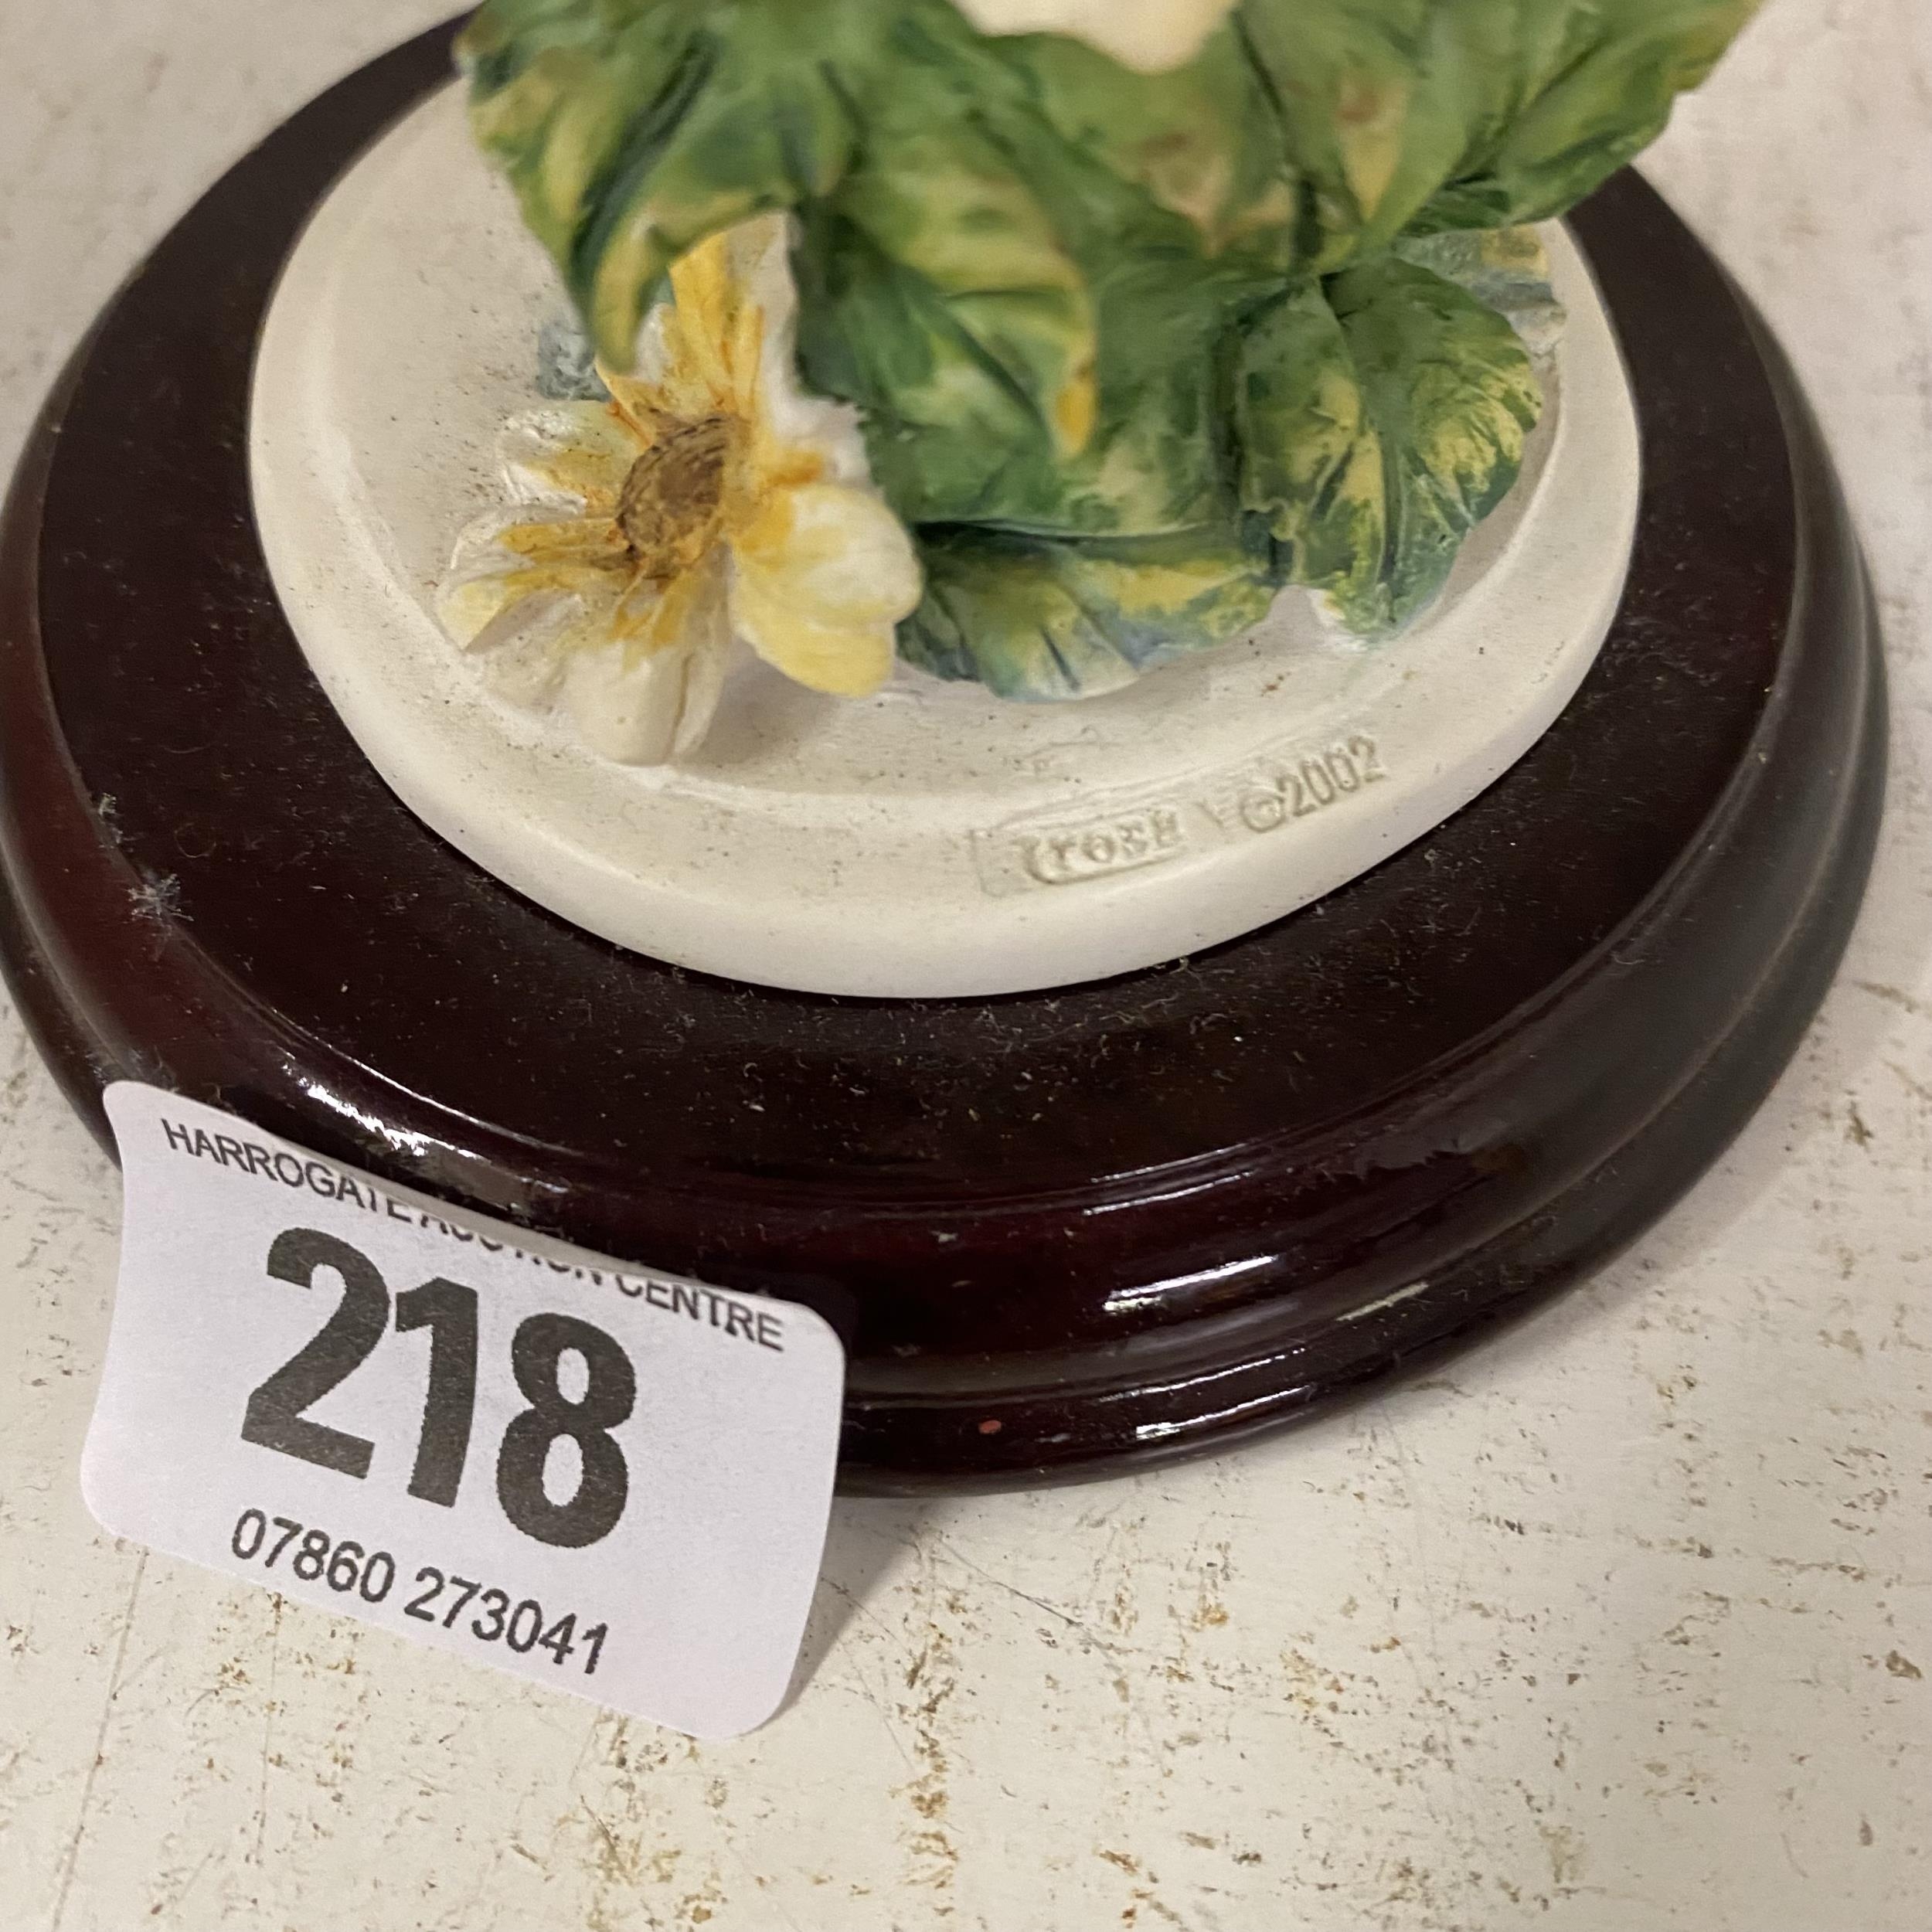 ©2002
HARROGATE AUCTION CENTRE
218
07860 273041